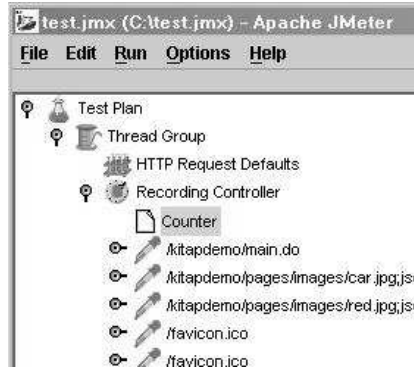 test.jmx (C:\test.jmx) - Apache JMeter
File Edit Run Options Help
Test Plan
Thread Group
HTTP Request Defaults
Recording Controller
Counter
/kitapdemo/main.do
/kitapdemo/pages/images/car.jpg;js
/kitapdemo/pages/images/red.jpg;js
/favicon.ico
/favicon.ico